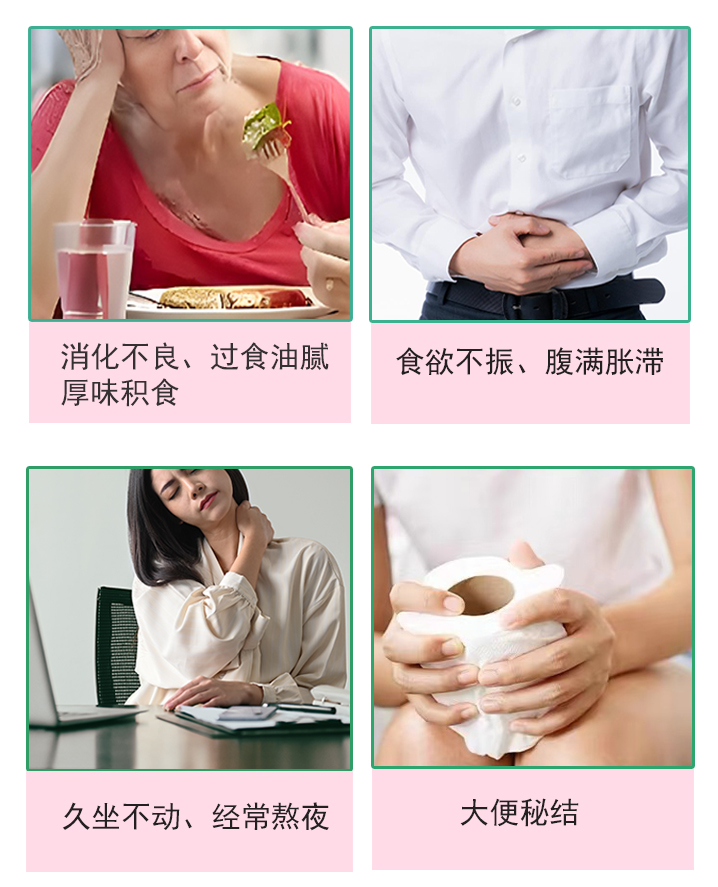 消化不良、过食油腻
厚味积食
食欲不振、腹满胀滞
久坐不动、经常熬夜
大便秘结